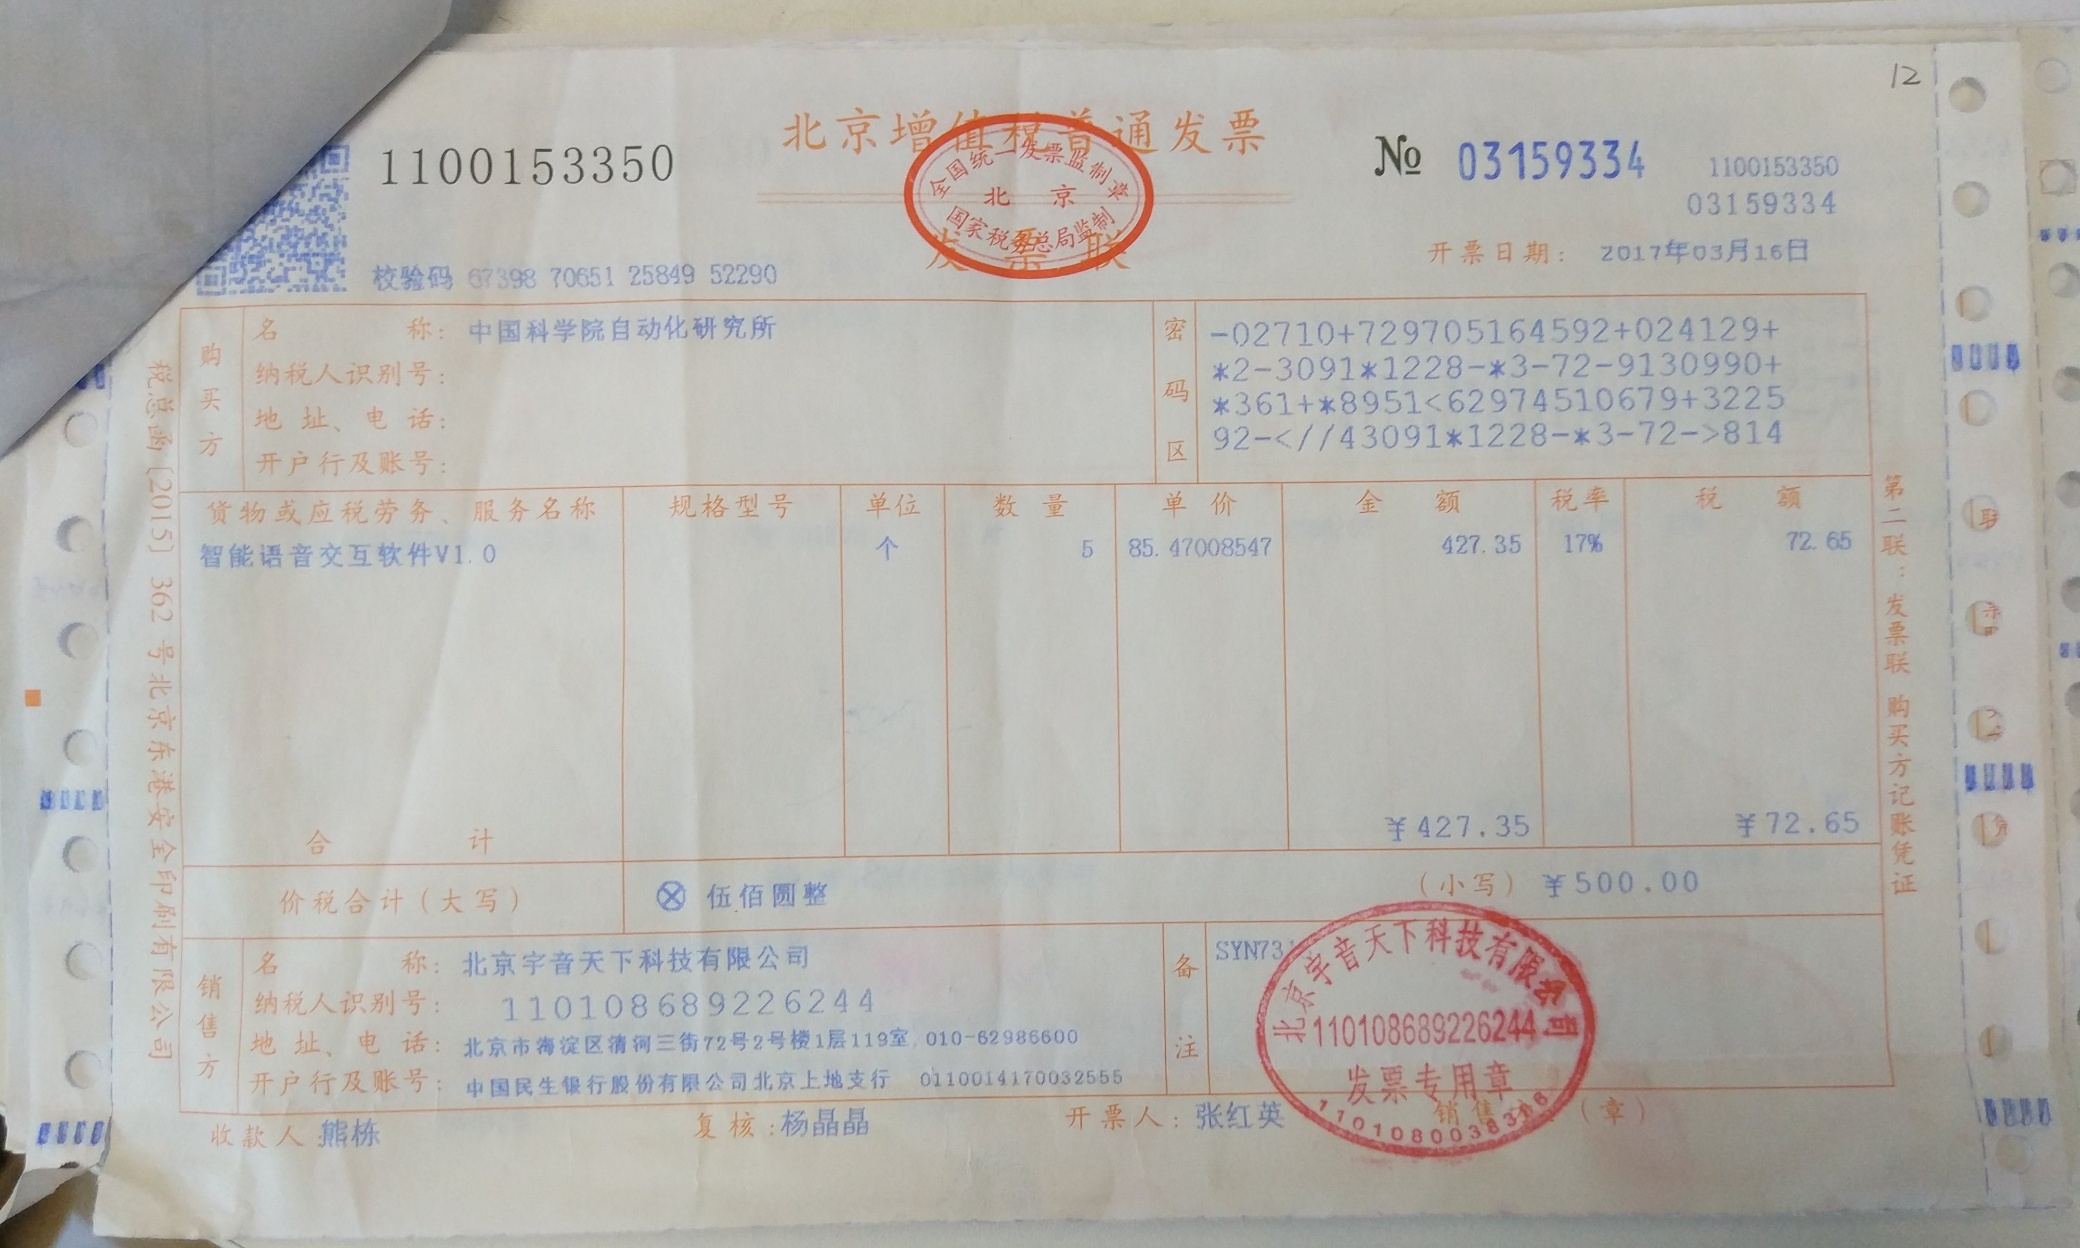 12
北京增值税普通发票
1100153350
No 03159334
1100153350
03159334
全国统一发票监制章
北京
国家税务总局监制
发票联
开票日期: 2017年03月16日
校验码 67398 70651 25849 52290
购买方
名称: 中国科学院自动化研究所
纳税人识别号:
地址、电话:
开户行及账号:
密码区
-02710+729705164592+024129+
*2-3091*1228-*3-72-9130990+
*361+*8951<62974510679+3225
92-<//43091*1228-*3-72->814
货物或应税劳务、服务名称 规格型号 单位 数量 单价 金额 税率 税额
智能语音交互软件V1.0 个 5 85.47008547 427.35 17% 72.65
合计 ¥427.35 ¥72.65
价税合计(大写) ⊗ 伍佰圆整 (小写) ¥500.00
销售方
名称: 北京宇音天下科技有限公司
纳税人识别号: 110108689226244
地址、电话: 北京市海淀区清河三街72号2号楼1层119室 010-62986600
开户行及账号: 中国民生银行股份有限公司北京上地支行 0110014170032555
备注
SYN73
北京宇音天下科技有限公司
110108689226244
发票专用章
收款人:熊栋 复核:杨晶晶 开票人:张红英 销售方:(章)
税总函〔2015〕362号北京东港安全印刷有限公司
第二联:发票联 购买方记账凭证